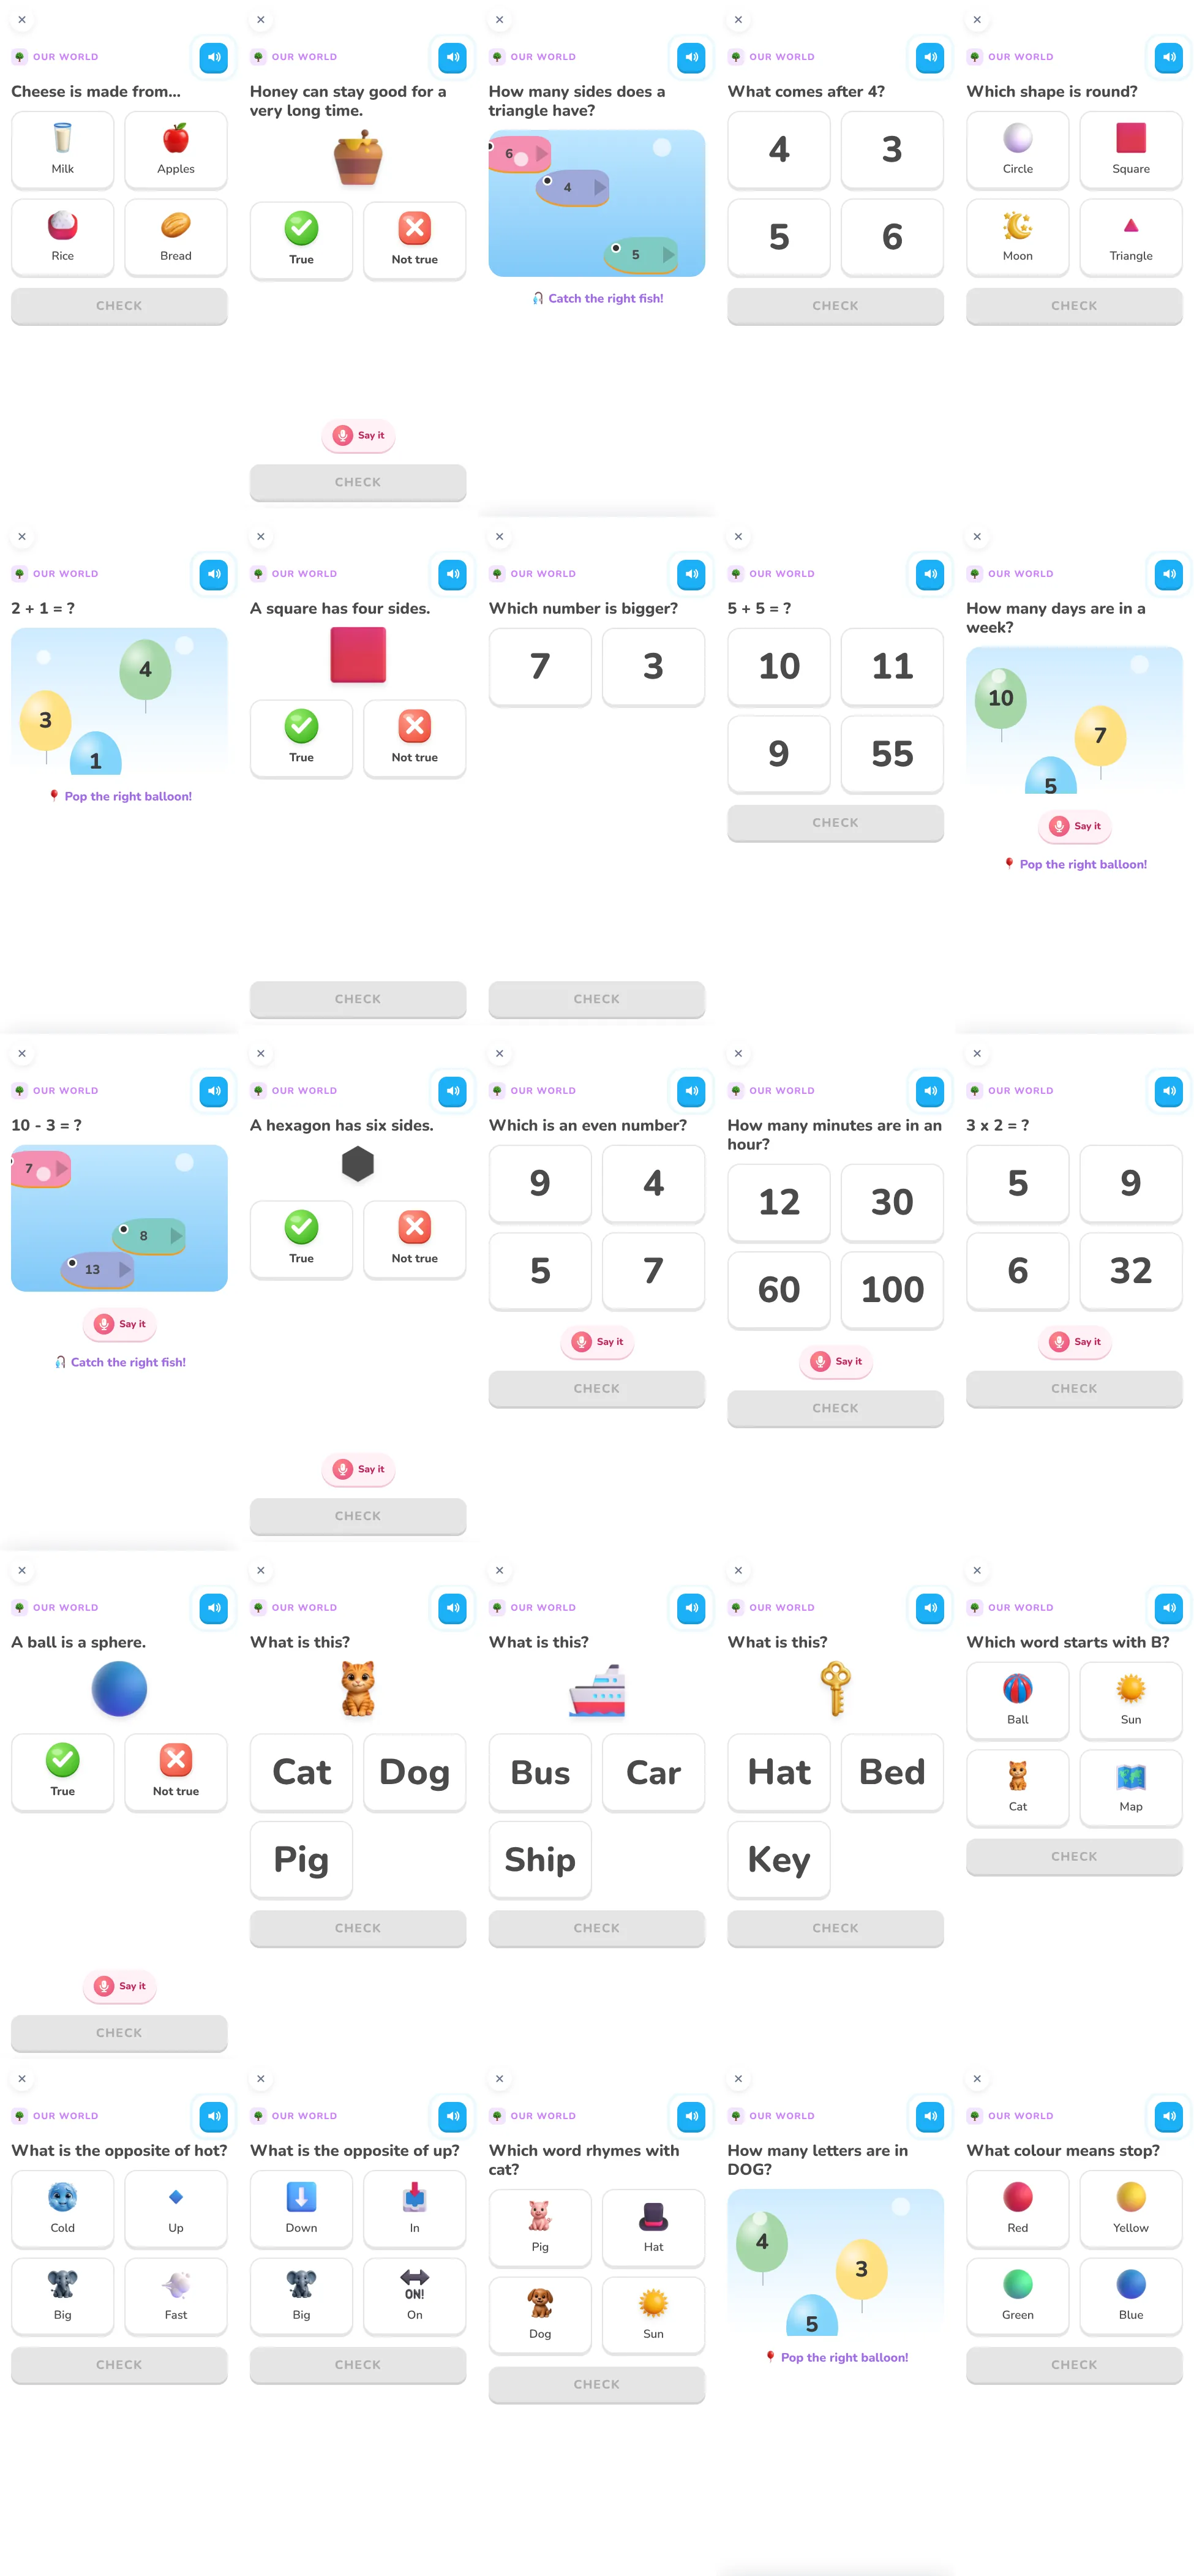 OUR WORLD
Cheese is made from...
Milk
Apples
Rice
Bread
CHECK
OUR WORLD
Honey can stay good for a
very long time.
True
Not true
Say it
CHECK
OUR WORLD
How many sides does a
triangle have?
6
4
5
Catch the right fish!
OUR WORLD
What comes after 4?
4
3
5
6
CHECK
OUR WORLD
Which shape is round?
Circle
Square
Moon
Triangle
CHECK
OUR WORLD
2 + 1 = ?
4
3
1
Pop the right balloon!
OUR WORLD
A square has four sides.
True
Not true
CHECK
OUR WORLD
Which number is bigger?
7
3
CHECK
OUR WORLD
5 + 5 = ?
10
11
9
55
CHECK
OUR WORLD
How many days are in a
week?
10
7
5
Say it
Pop the right balloon!
OUR WORLD
10 - 3 = ?
7
8
13
Say it
Catch the right fish!
OUR WORLD
A hexagon has six sides.
True
Not true
Say it
CHECK
OUR WORLD
Which is an even number?
9
4
5
7
Say it
CHECK
OUR WORLD
How many minutes are in an
hour?
12
30
60
100
Say it
CHECK
OUR WORLD
3 x 2 = ?
5
9
6
32
Say it
CHECK
OUR WORLD
A ball is a sphere.
True
Not true
Say it
CHECK
OUR WORLD
What is this?
Cat
Dog
Pig
CHECK
OUR WORLD
What is this?
Bus
Car
Ship
CHECK
OUR WORLD
What is this?
Hat
Bed
Key
CHECK
OUR WORLD
Which word starts with B?
Ball
Sun
Cat
Map
CHECK
OUR WORLD
What is the opposite of hot?
Cold
Up
Big
Fast
CHECK
OUR WORLD
What is the opposite of up?
Down
In
Big
ON!
On
CHECK
OUR WORLD
Which word rhymes with
cat?
Pig
Hat
Dog
Sun
CHECK
OUR WORLD
How many letters are in
DOG?
4
3
5
Pop the right balloon!
OUR WORLD
What colour means stop?
Red
Yellow
Green
Blue
CHECK